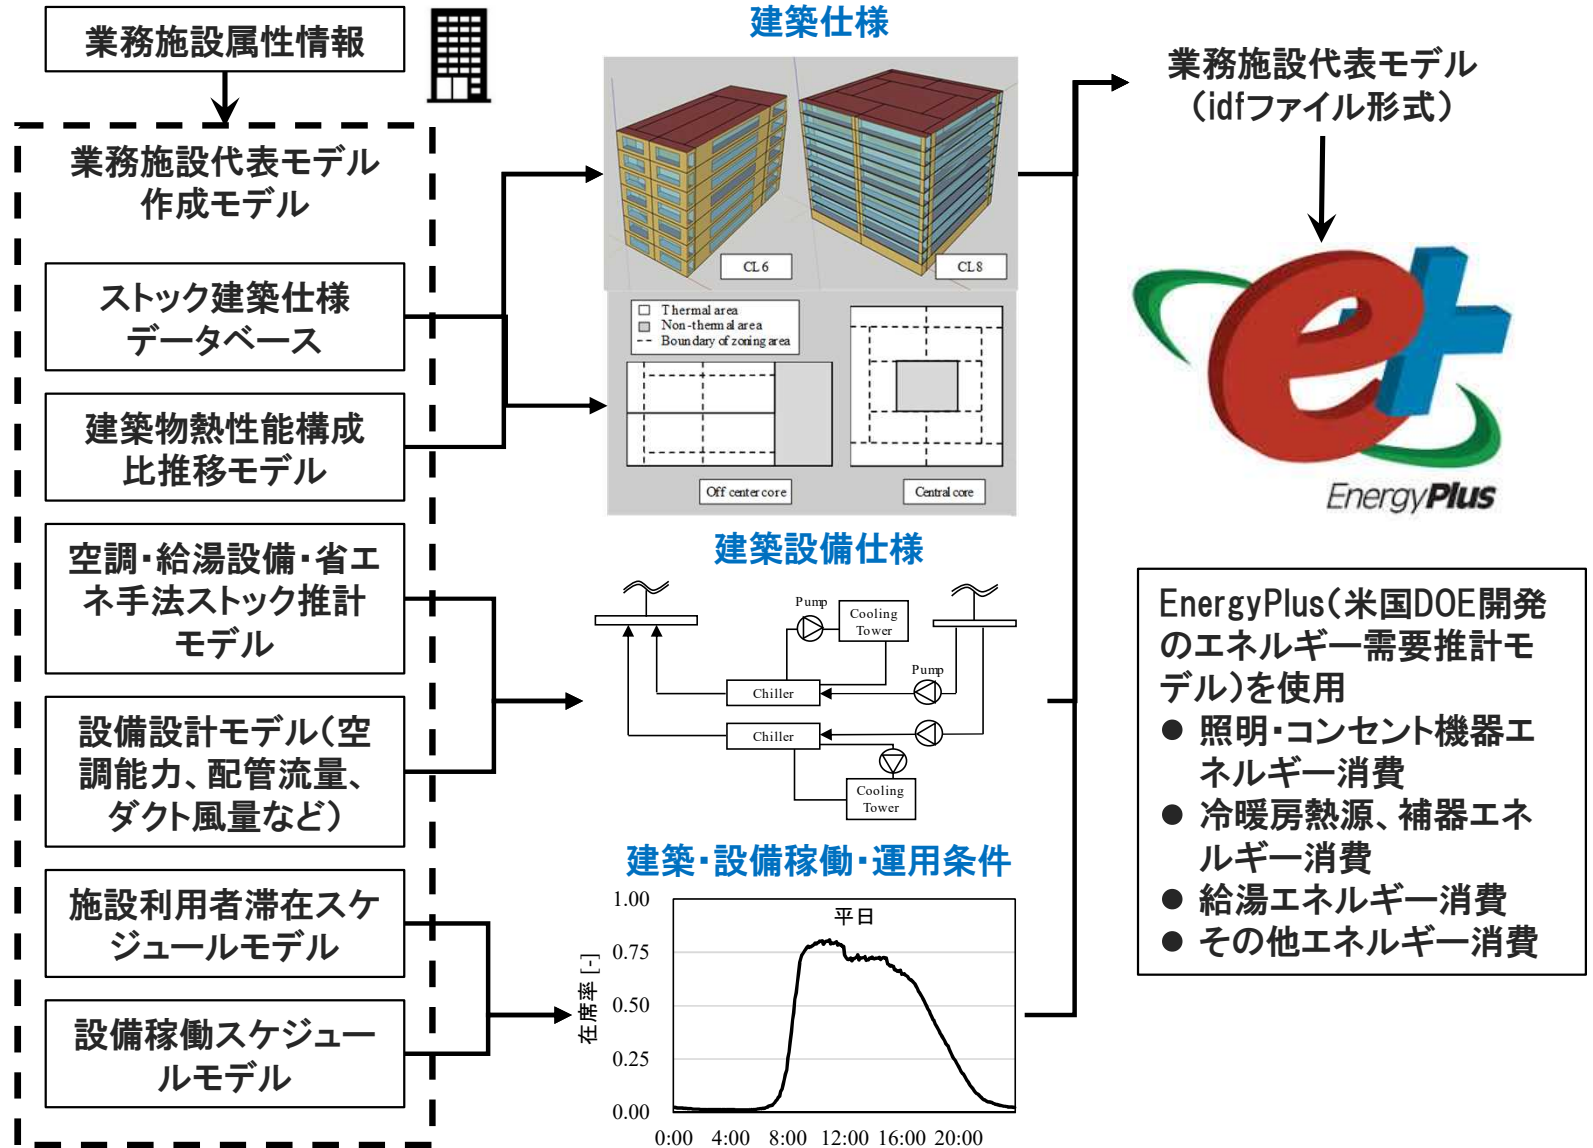 業務施設属性情報
業務施設代表モデル
作成モデル
ストック建築仕様
データベース
建築物熱性能構成
比推移モデル
空調・給湯設備・省エ
ネ手法ストック推計
モデル
設備設計モデル(空
調能力、配管流量、
ダクト風量など)
施設利用者滞在スケ
ジュールモデル
設備稼働スケジュー
ルモデル
建築仕様
CL6
CL8
Thermal area
Non-thermal area
Boundary of zoning area
Off center core
Central core
建築設備仕様
Pump
Cooling
Tower
Pump
Chiller
Chiller
Cooling
Tower
建築・設備稼働・運用条件
平日
在席率 [-]
1.00
0.75
0.50
0.25
0.00
0:00 4:00 8:00 12:00 16:00 20:00
業務施設代表モデル
(idfファイル形式)
e+
EnergyPlus
EnergyPlus(米国DOE開発
のエネルギー需要推計モ
デル)を使用
● 照明・コンセント機器エ
ネルギー消費
● 冷暖房熱源、補器エネ
ルギー消費
● 給湯エネルギー消費
● その他エネルギー消費